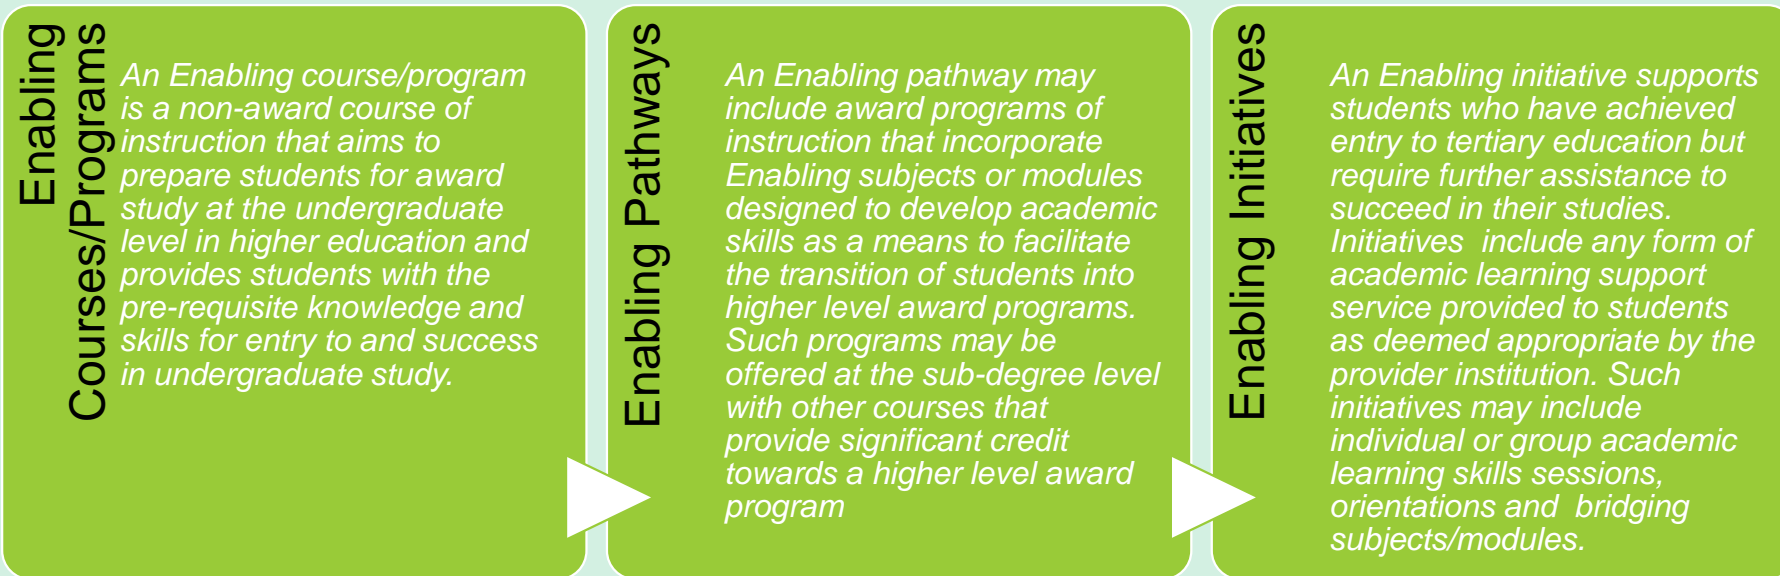 Enabling
Courses/Programs
An Enabling course/program
is a non-award course of
instruction that aims to
prepare students for award
study at the undergraduate
level in higher education and
provides students with the
pre-requisite knowledge and
skills for entry to and success
in undergraduate study.
Enabling Pathways
An Enabling pathway may
include award programs of
instruction that incorporate
Enabling subjects or modules
designed to develop academic
skills as a means to facilitate
the transition of students into
higher level award programs.
Such programs may be
offered at the sub-degree level
with other courses that
provide significant credit
towards a higher level award
program
Enabling Initiatives
An Enabling initiative supports
students who have achieved
entry to tertiary education but
require further assistance to
succeed in their studies.
Initiatives  include any form of
academic learning support
service provided to students
as deemed appropriate by the
provider institution. Such
initiatives may include
individual or group academic
learning skills sessions,
orientations and  bridging
subjects/modules.